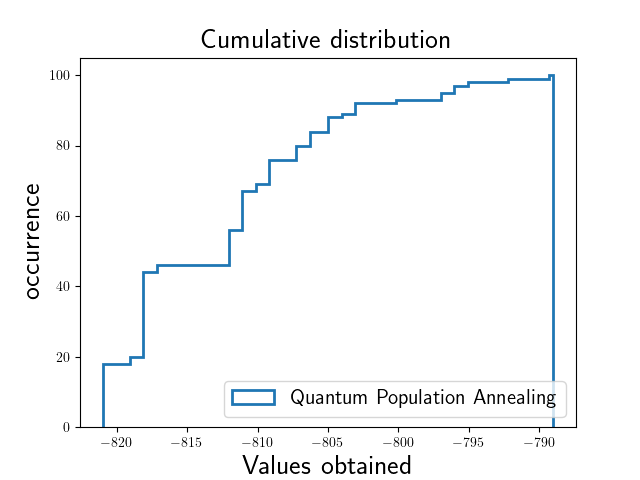 Cumulative distribution
100
80
60
40
20
0
occurrence
Quantum Population Annealing
−820 −815 −810 −805 −800 −795 −790
Values obtained